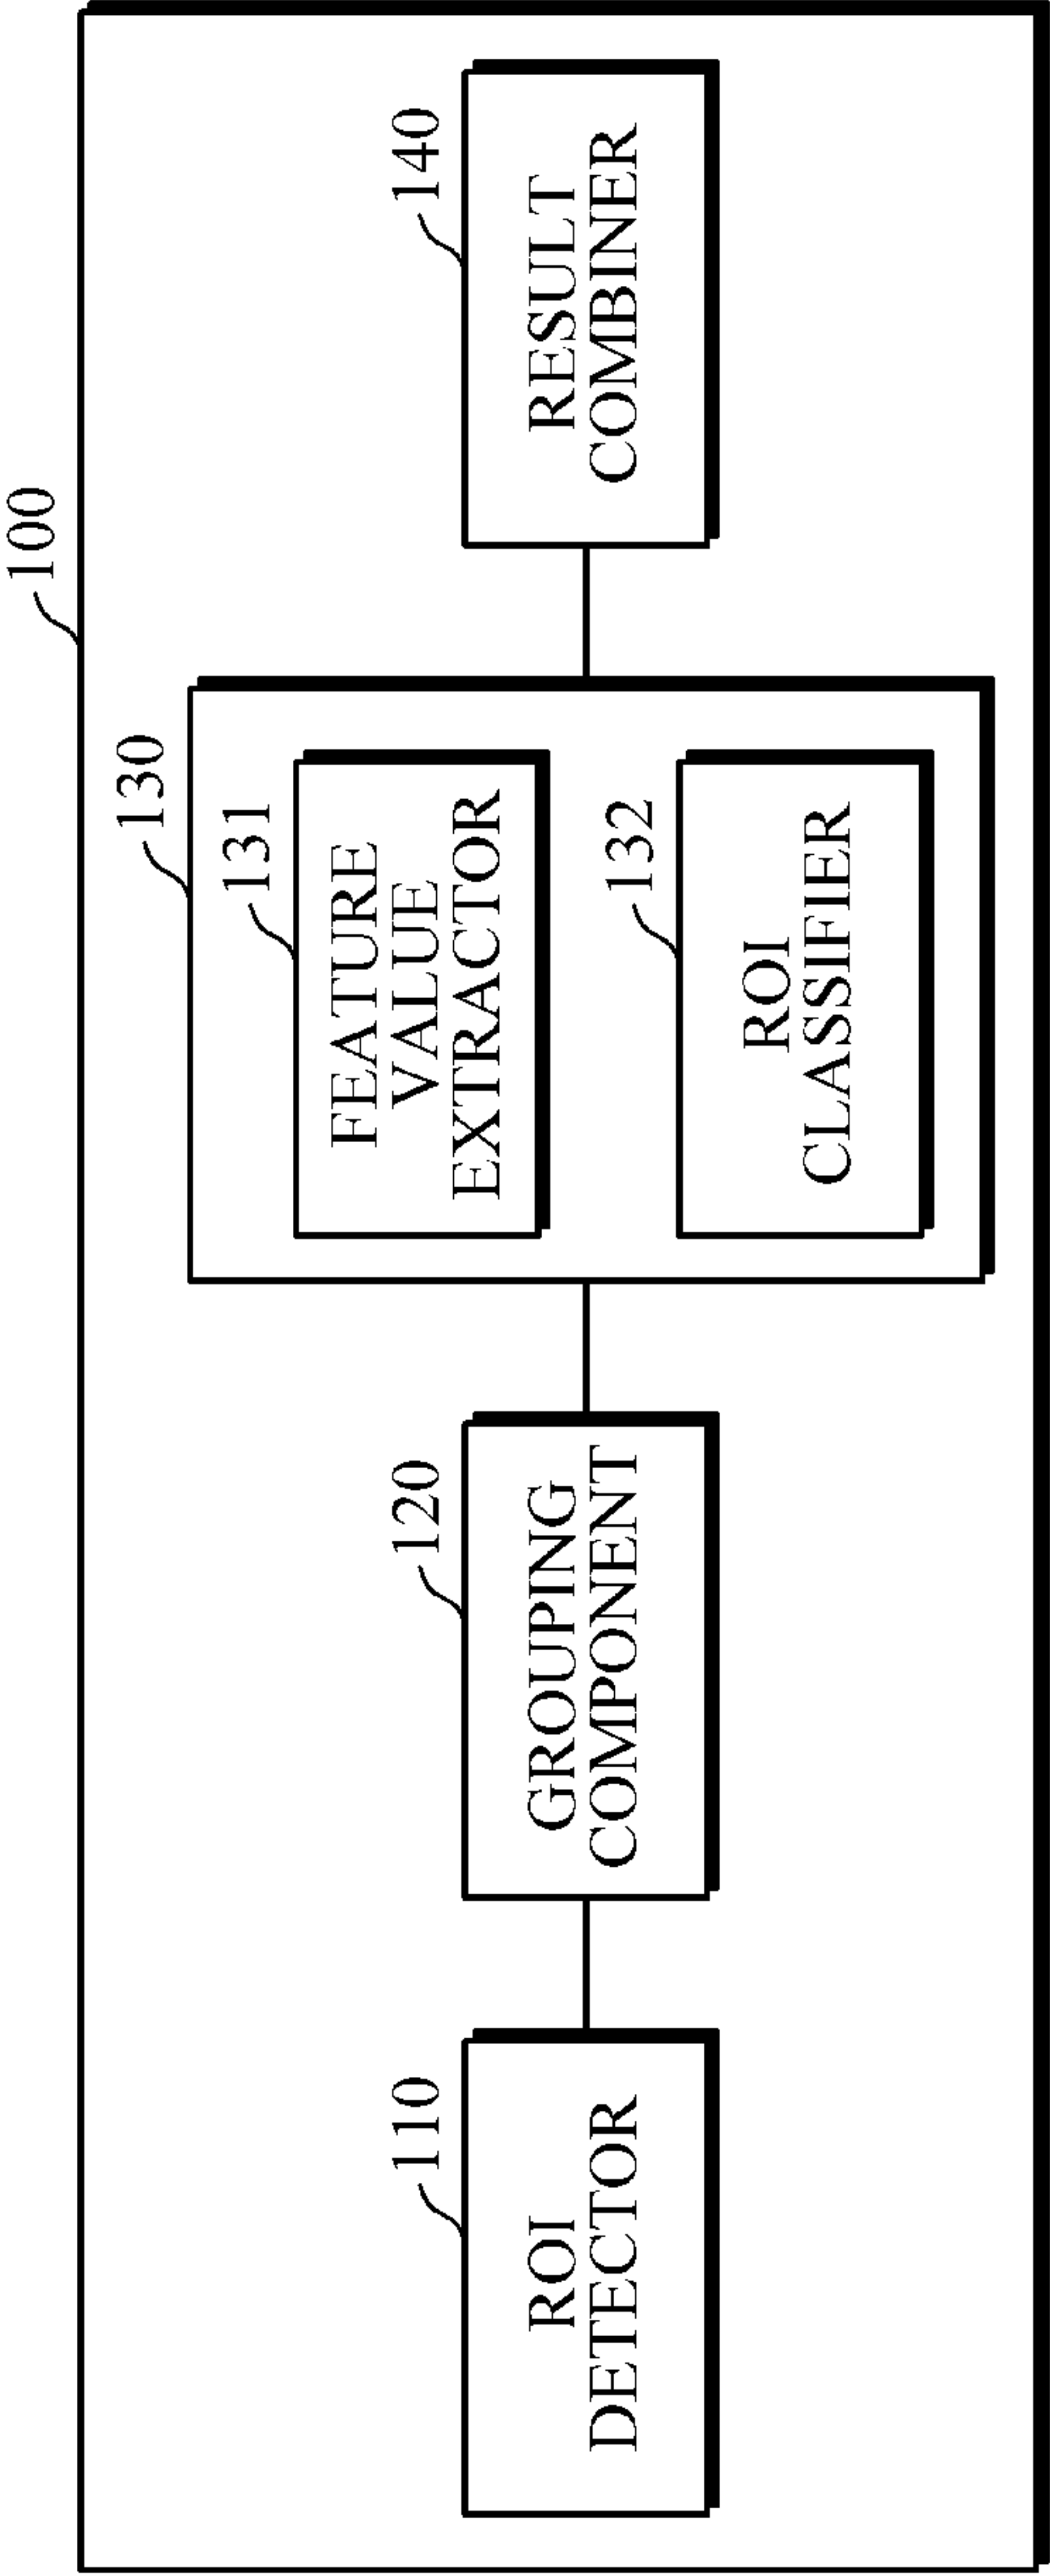 100
110
ROI
DETECTOR
120
GROUPING
COMPONENT
130
131
FEATURE
VALUE
EXTRACTOR
132
ROI
CLASSIFIER
140
RESULT
COMBINER